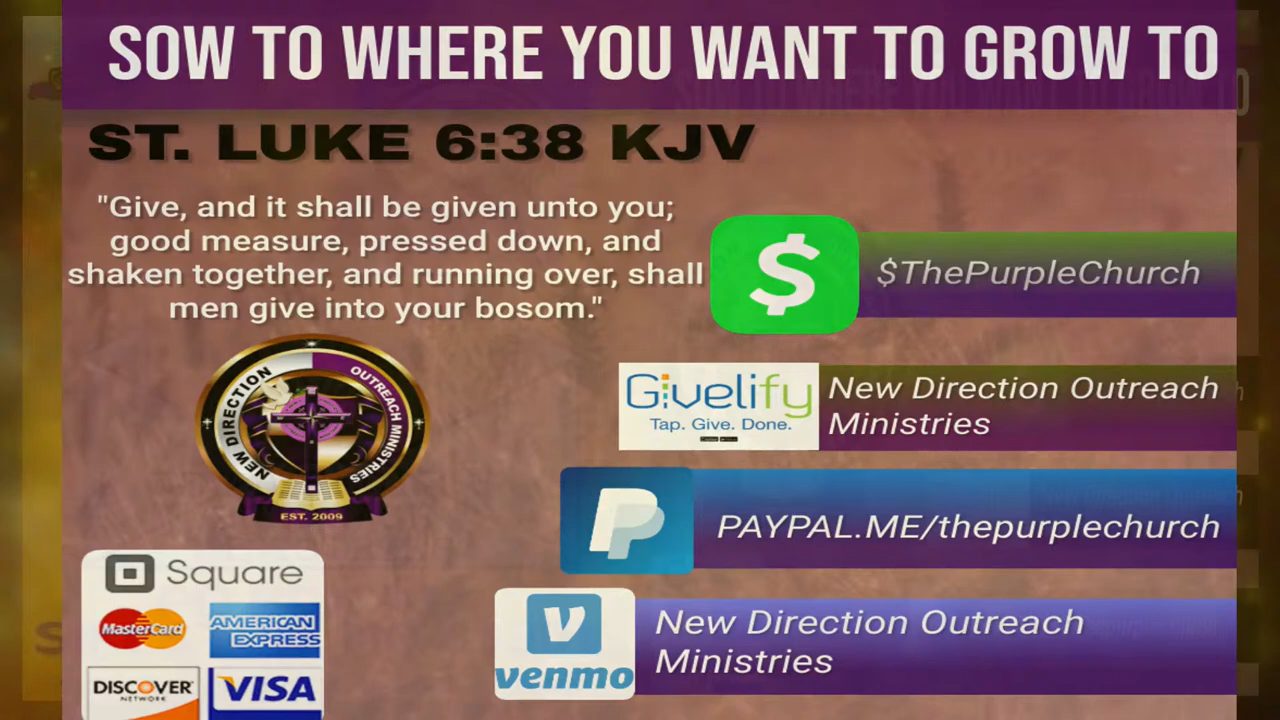 SOW TO WHERE YOU WANT TO GROW TO
ST. LUKE 6:38 KJV
"Give, and it shall be given unto you;
good measure, pressed down, and
shaken together, and running over, shall
men give into your bosom."
$ThePurpleChurch
Givelify
Tap. Give. Done.
New Direction Outreach
Ministries
NEW DIRECTION
OUTREACH MINISTRIES
EST. 2009
PAYPAL.ME/thepurplechurch
Square
MasterCard
AMERICAN
EXPRESS
DISCOVER
NETWORK
VISA
venmo
New Direction Outreach
Ministries